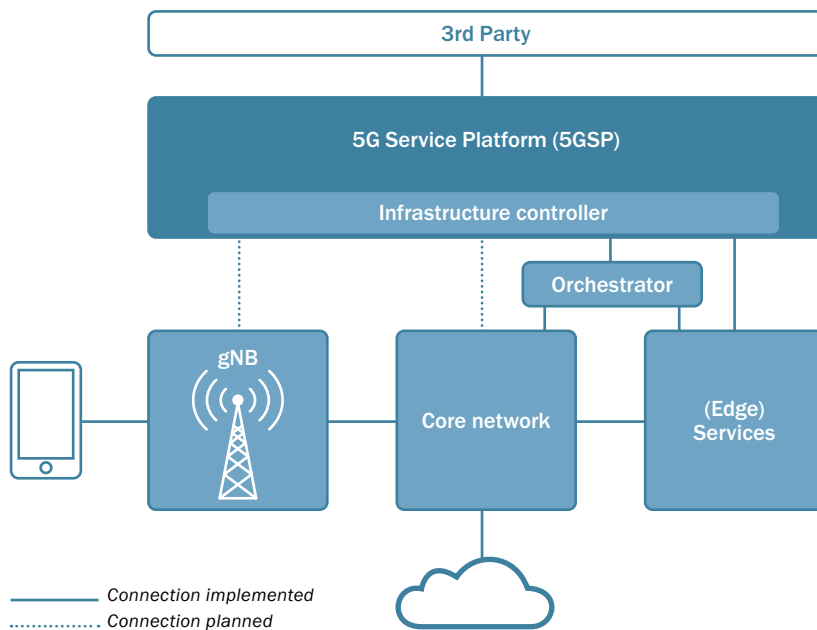 3rd Party
5G Service Platform (5GSP)
Infrastructure controller
Orchestrator
gNB
Core network
(Edge)
Services
Connection implemented
Connection planned